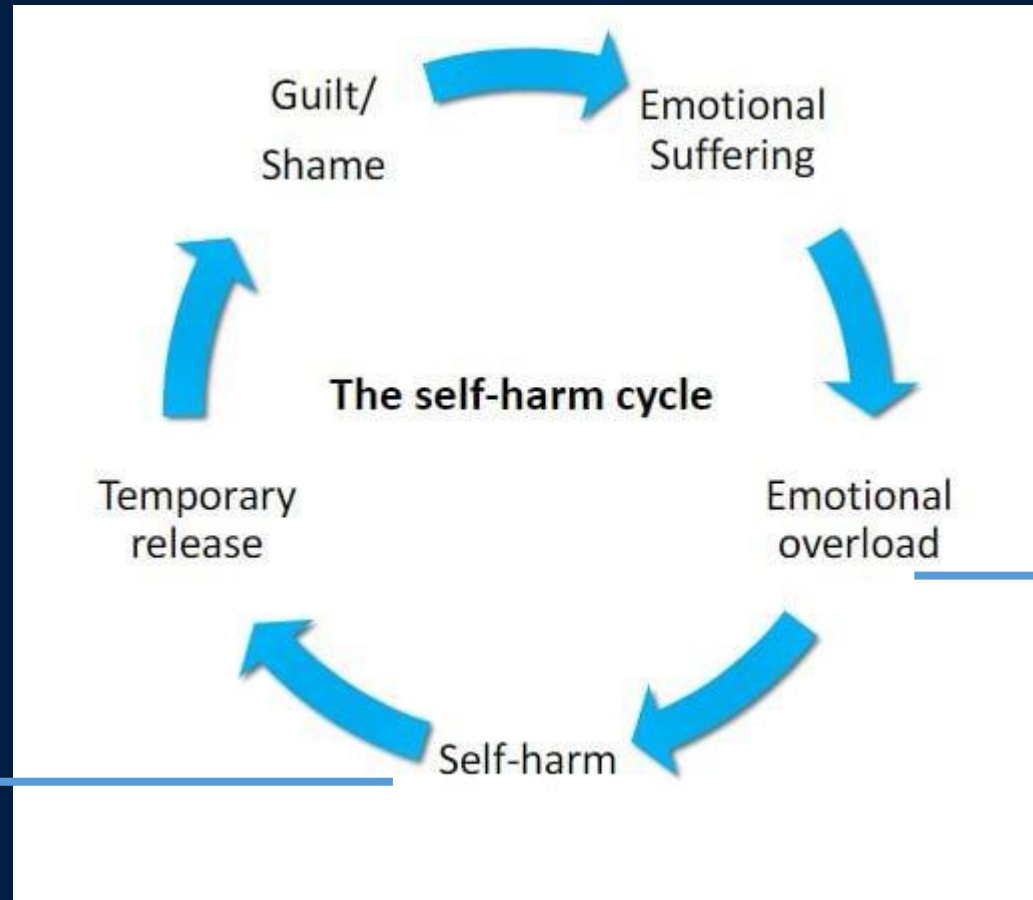 Guilt/
Shame
Emotional
Suffering
The self-harm cycle
Temporary
release
Emotional
overload
Self-harm